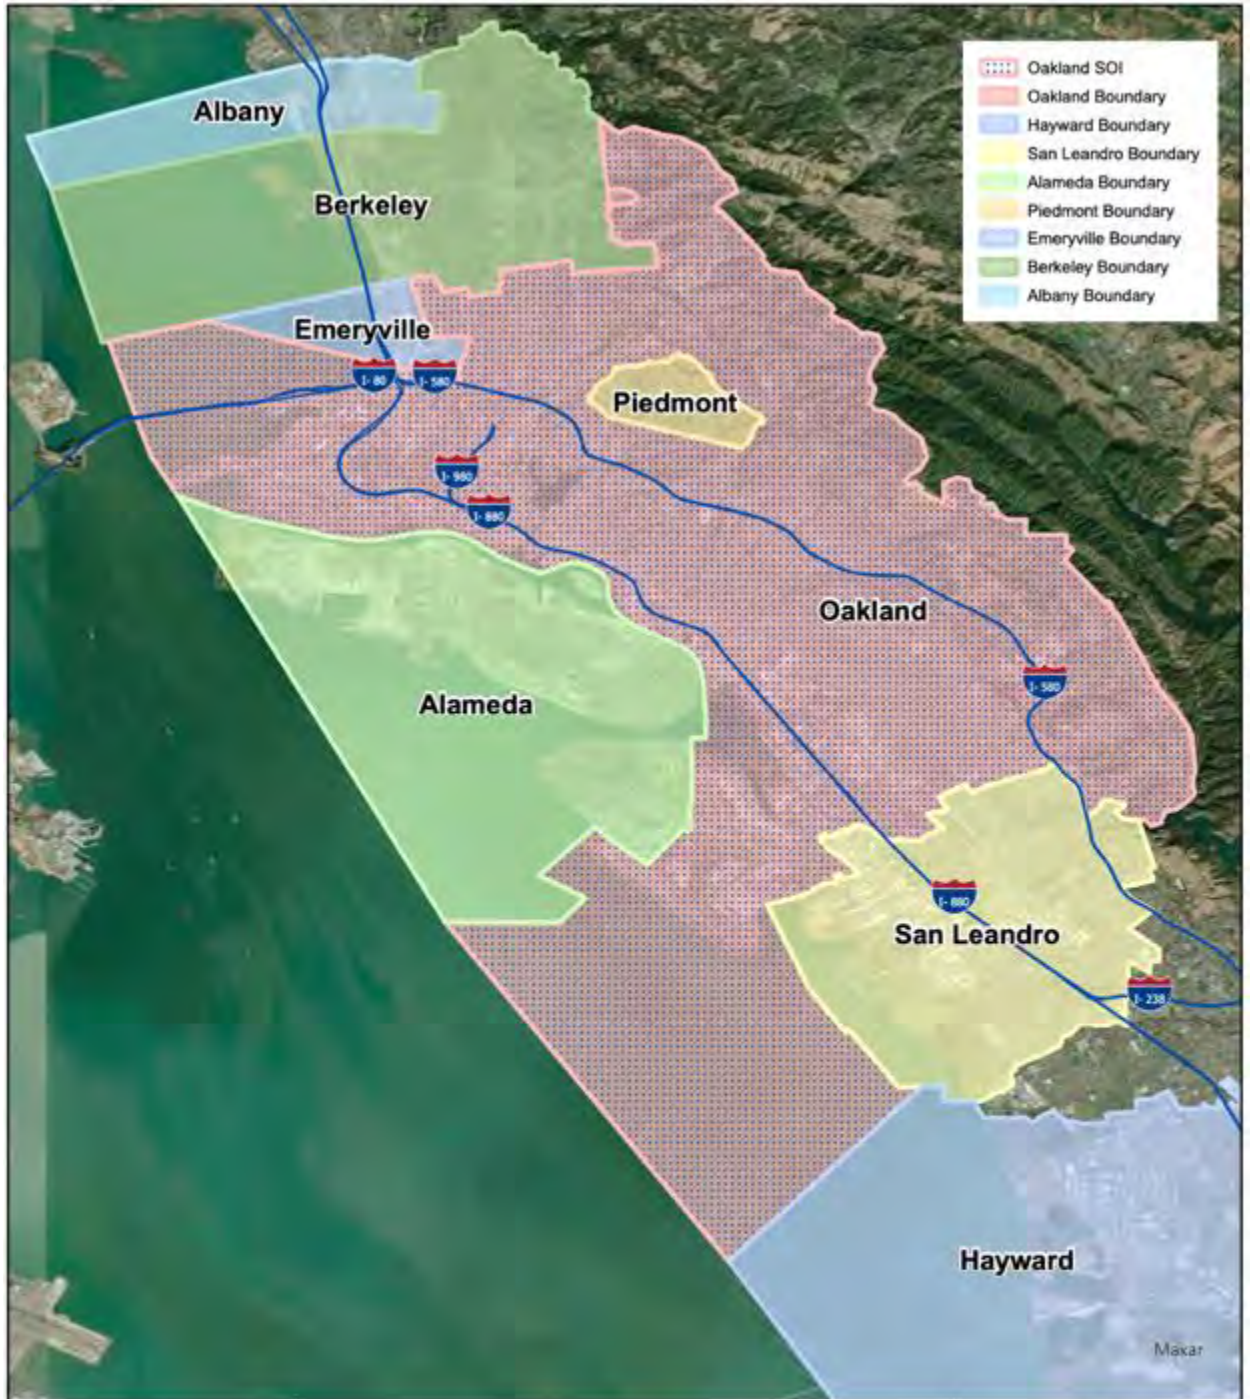 Oakland SOI
Oakland Boundary
Hayward Boundary
San Leandro Boundary
Alameda Boundary
Piedmont Boundary
Emeryville Boundary
Berkeley Boundary
Albany Boundary
Albany
Berkeley
Emeryville
I- 80
I- 580
Piedmont
I- 980
I- 880
Oakland
I- 580
Alameda
I- 880
San Leandro
I- 238
Hayward
Maxar